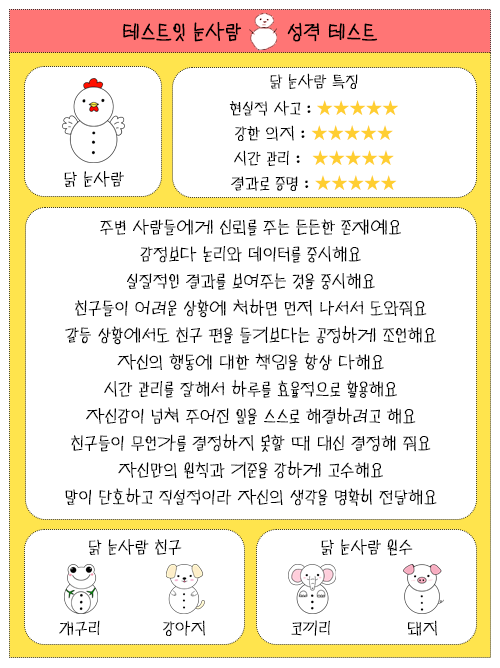 테스트잇 눈사람 성격 테스트
닭 눈사람
닭 눈사람 특징
현실적 사고 : ★★★★★
강한 의지 : ★★★★★
시간 관리 : ★★★★★
결과로 증명 : ★★★★★
주변 사람들에게 신뢰를 주는 든든한 존재예요
감정보다 논리와 데이터를 중시해요
실질적인 결과를 보여주는 것을 중시해요
친구들이 어려운 상황에 처하면 먼저 나서서 도와줘요
갈등 상황에서도 친구 편을 들기보다는 공정하게 조언해요
자신의 행동에 대한 책임을 항상 다해요
시간 관리를 잘해서 하루를 효율적으로 활용해요
자신감이 넘쳐 주어진 일을 스스로 해결하려고 해요
친구들이 무언가를 결정하지 못할 때 대신 결정해 줘요
자신만의 원칙과 기준을 강하게 고수해요
말이 단호하고 직설적이라 자신의 생각을 명확히 전달해요
닭 눈사람 친구
개구리 강아지
닭 눈사람 원수
코끼리 돼지